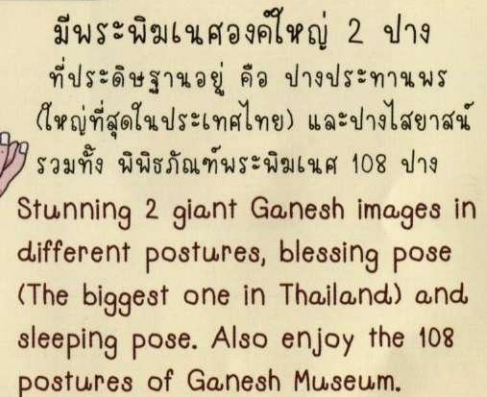 มีพระพิฆเนศองค์ใหญ่ 2 ปาง
ที่ประดิษฐานอยู่ คือ ปางประทานพร
(ใหญ่ที่สุดในประเทศไทย) และปางไสยาสน์
รวมทั้ง พิพิธภัณฑ์พระพิฆเนศ 108 ปาง
Stunning 2 giant Ganesh images in
different postures, blessing pose
(The biggest one in Thailand) and
sleeping pose. Also enjoy the 108
postures of Ganesh Museum.